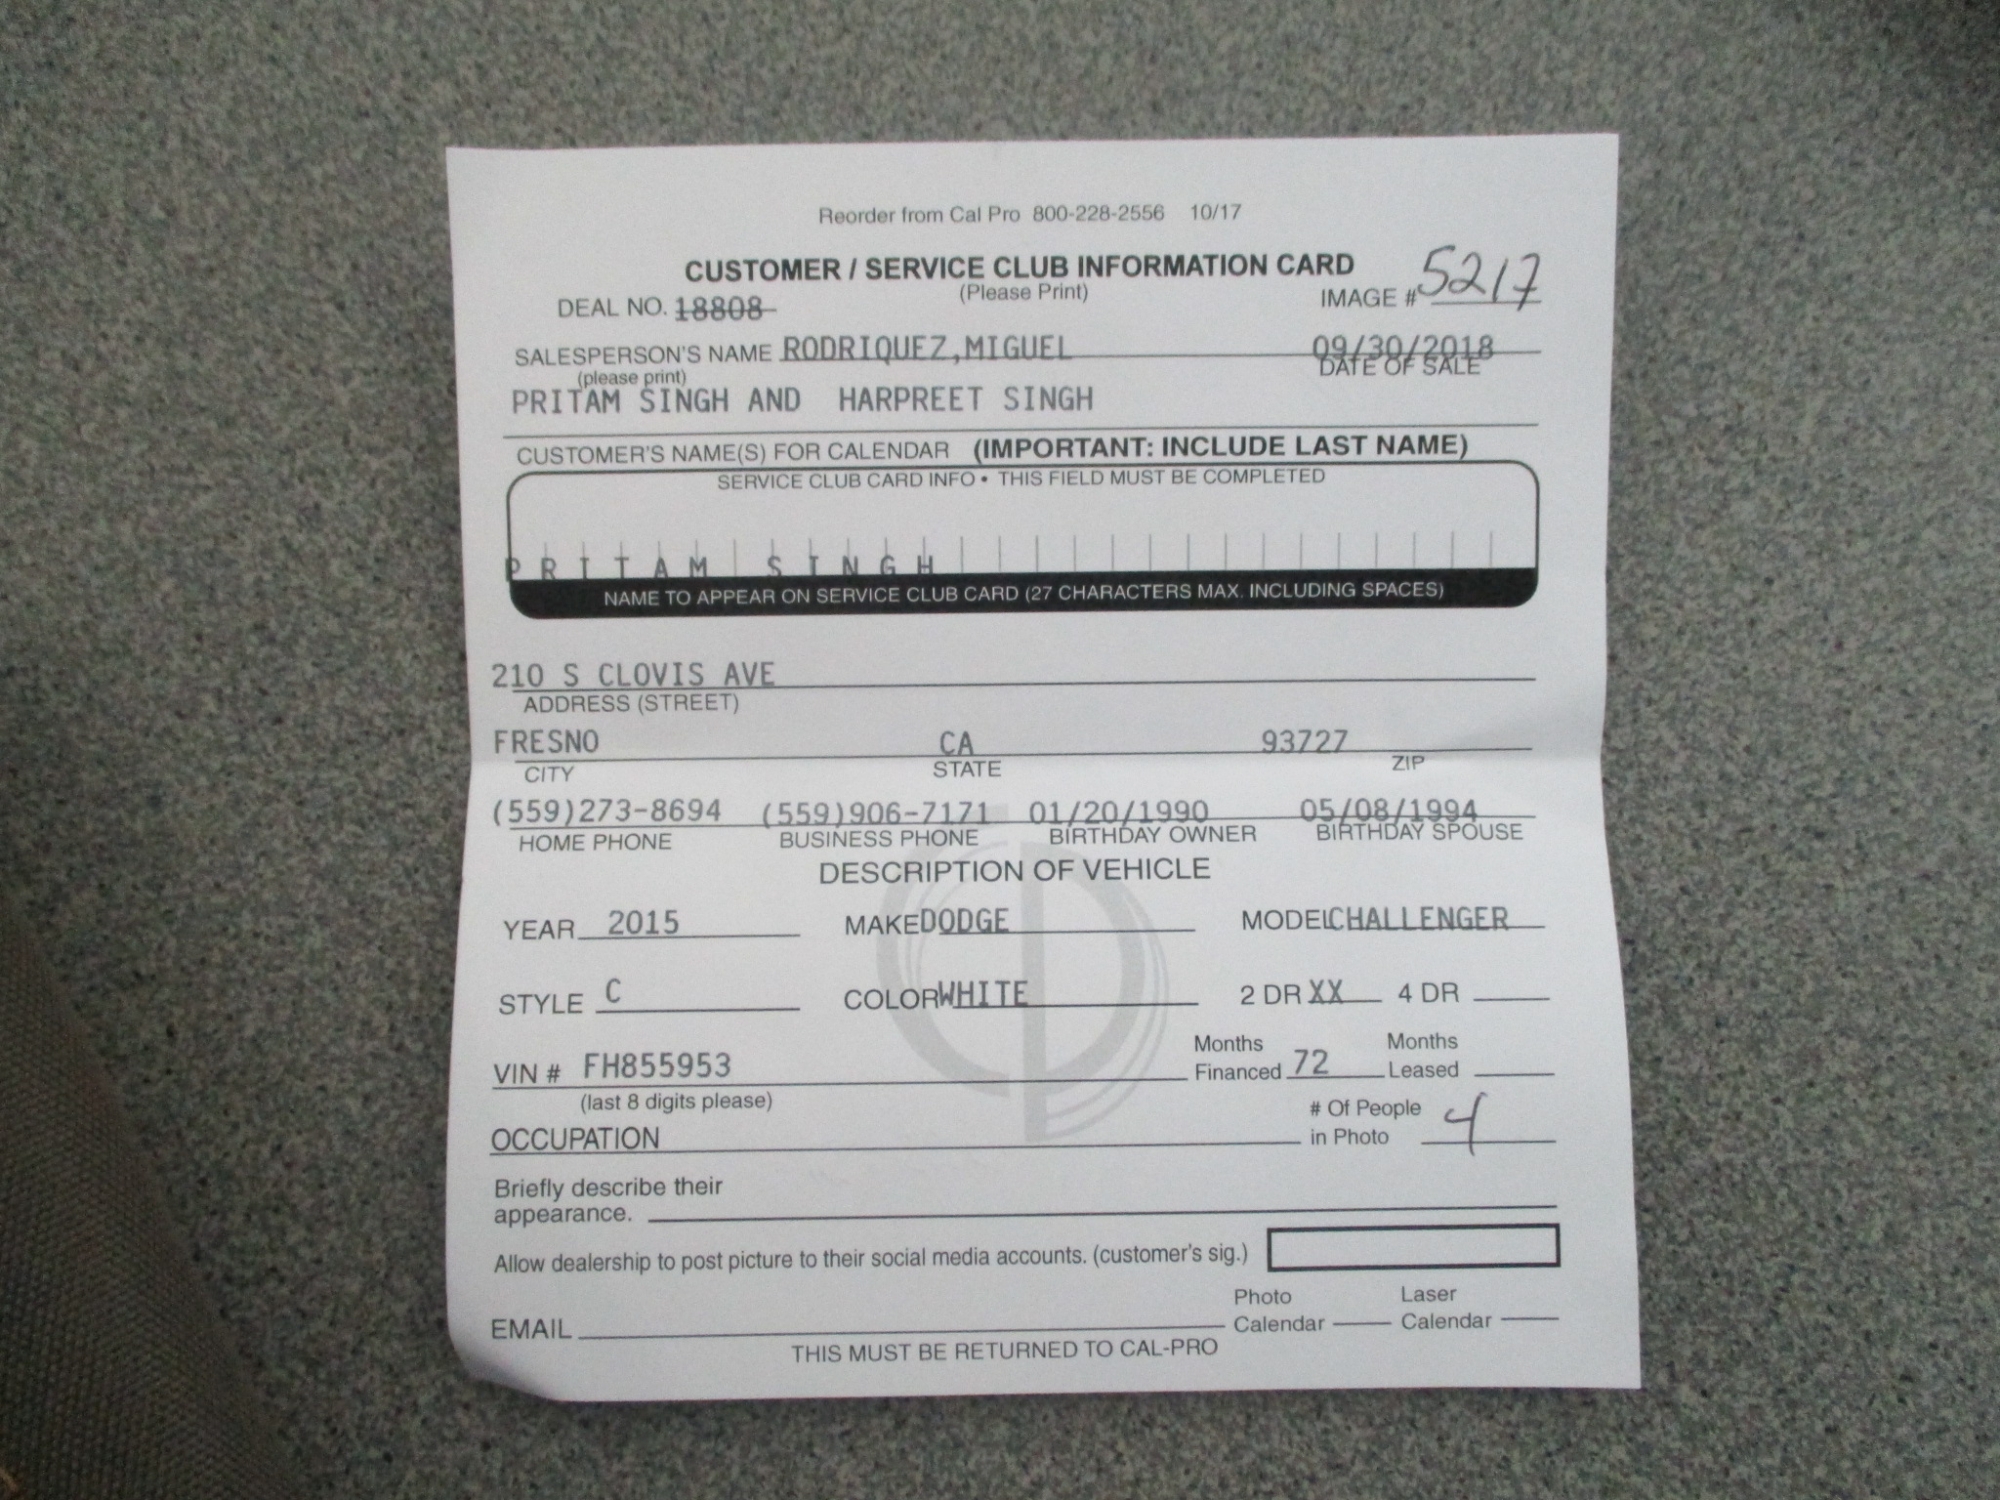 Reorder from Cal Pro 800-228-2556 10/17
CUSTOMER / SERVICE CLUB INFORMATION CARD
(Please Print)
DEAL NO. 18808
IMAGE # 5217
SALESPERSON'S NAME RODRIQUEZ,MIGUEL 09/30/2018
(please print) DATE OF SALE
PRITAM SINGH AND HARPREET SINGH
CUSTOMER'S NAME(S) FOR CALENDAR (IMPORTANT: INCLUDE LAST NAME)
SERVICE CLUB CARD INFO • THIS FIELD MUST BE COMPLETED
PRITAM SINGH
NAME TO APPEAR ON SERVICE CLUB CARD (27 CHARACTERS MAX. INCLUDING SPACES)
210 S CLOVIS AVE
ADDRESS (STREET)
FRESNO CA 93727
CITY STATE ZIP
(559)273-8694 (559)906-7171 01/20/1990 05/08/1994
HOME PHONE BUSINESS PHONE BIRTHDAY OWNER BIRTHDAY SPOUSE
DESCRIPTION OF VEHICLE
YEAR 2015 MAKE DODGE MODEL CHALLENGER
STYLE C COLOR WHITE 2 DR XX 4 DR
Months Months
VIN # FH855953 Financed 72 Leased
(last 8 digits please)
# Of People
OCCUPATION in Photo 4
Briefly describe their
appearance.
Allow dealership to post picture to their social media accounts. (customer's sig.)
Photo Laser
EMAIL Calendar Calendar
THIS MUST BE RETURNED TO CAL-PRO